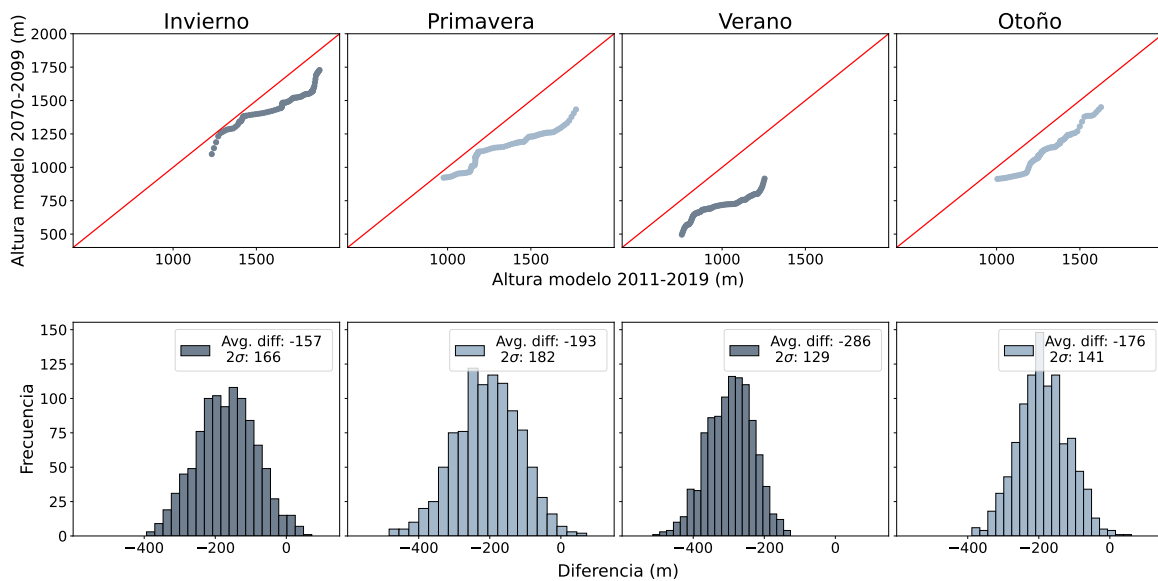 Invierno
Primavera
Verano
Otoño
Altura modelo 2070-2099 (m)
2000
1750
1500
1250
1000
750
500
1000 1500
1000 1500
1000 1500
1000 1500
Altura modelo 2011-2019 (m)
Frecuencia
150
125
100
75
50
25
0
Avg. diff: -157
2σ: 166
Avg. diff: -193
2σ: 182
Avg. diff: -286
2σ: 129
Avg. diff: -176
2σ: 141
−400 −200 0
−400 −200 0
−400 −200 0
−400 −200 0
Diferencia (m)